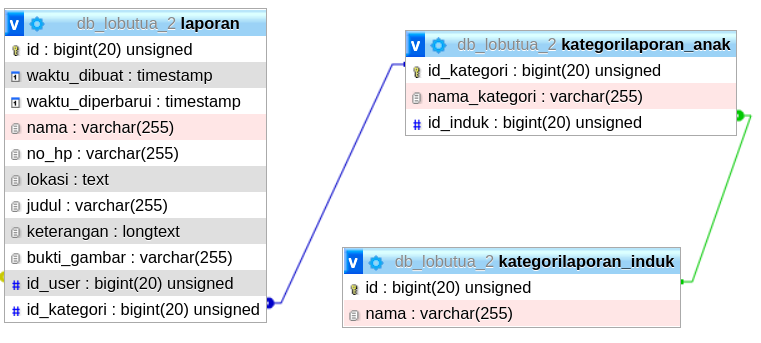 v db_lobutua_2 laporan
id : bigint(20) unsigned
waktu_dibuat : timestamp
waktu_diperbarui : timestamp
nama : varchar(255)
no_hp : varchar(255)
lokasi : text
judul : varchar(255)
keterangan : longtext
bukti_gambar : varchar(255)
# id_user : bigint(20) unsigned
# id_kategori : bigint(20) unsigned
v db_lobutua_2 kategorilaporan_anak
id_kategori : bigint(20) unsigned
nama_kategori : varchar(255)
# id_induk : bigint(20) unsigned
v db_lobutua_2 kategorilaporan_induk
id : bigint(20) unsigned
nama : varchar(255)